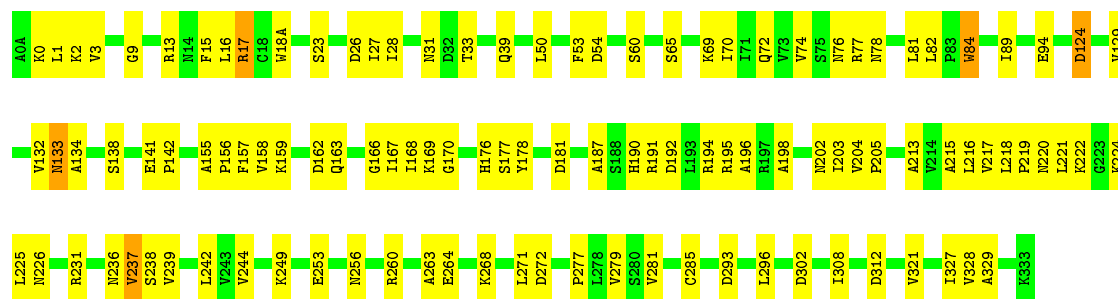 A0A K0 L1 K2 V3 G9 R13 N14 F15 L16 R17 C18 W18A S23 D26 I27 I28 N31 D32 T33 Q39 L50 F53 D54 S60 S65 K69 I70 I71 Q72 V73 V74 S75 N76 R77 N78 L81 L82 P83 W84 I89 E94 D124
V132 N133 A134 S138 E141 P142 A155 P156 F157 V158 K159 D162 Q163 G166 I167 I168 K169 G170 H176 S177 Y178 D181 A187 S188 H190 R191 D192 L193 R194 R195 A196 R197 A198 N202 I203 V204 P205 A213 V214 A215 L216 V217 L218 P219 N220 L221 K222 G223
L225 N226 R231 N236 V237 S238 V239 L242 V243 V244 K249 E253 N256 R260 A263 E264 K268 L271 D272 P277 L278 V279 S280 V281 C285 D293 L296 D302 I308 D312 V321 I327 V328 A329 K333